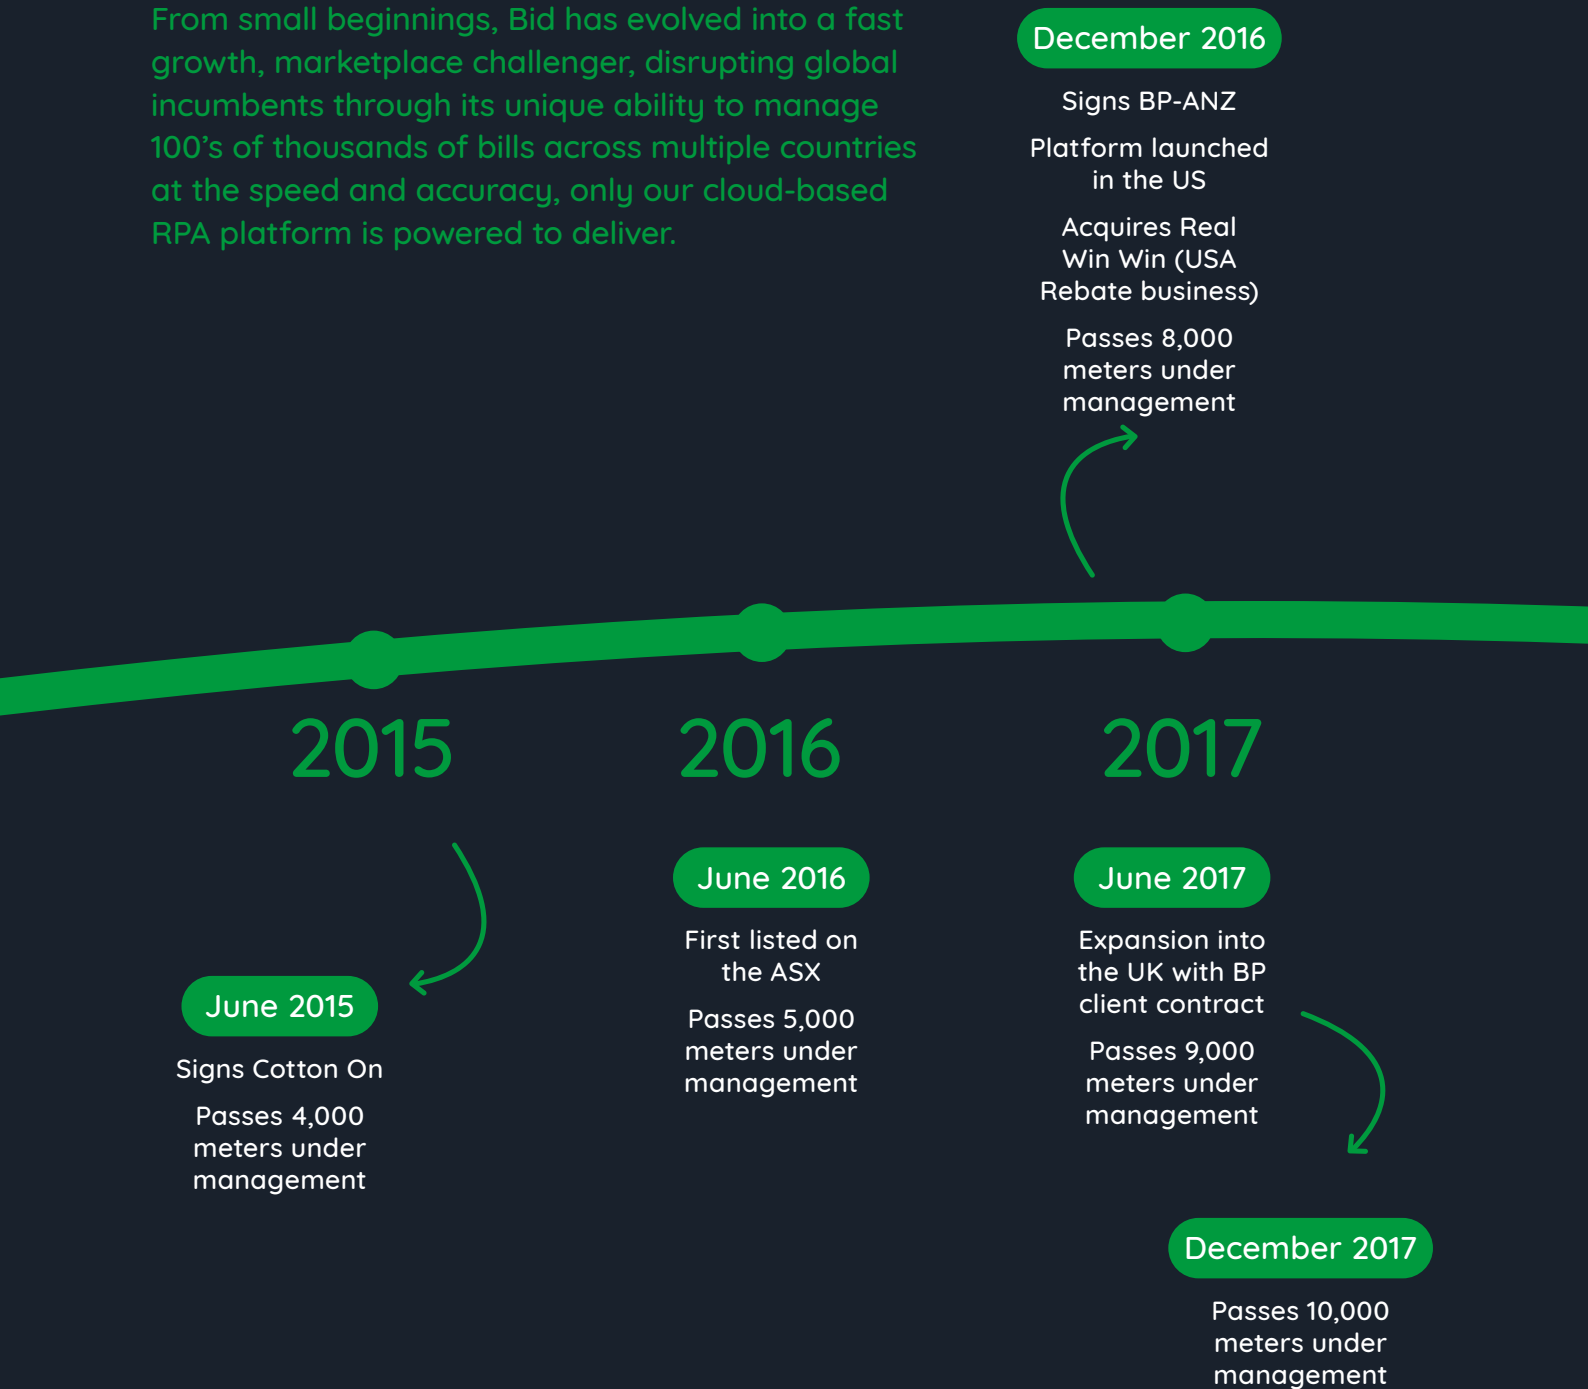 From small beginnings, Bid has evolved into a fast
growth, marketplace challenger, disrupting global
incumbents through its unique ability to manage
100’s of thousands of bills across multiple countries
at the speed and accuracy, only our cloud-based
RPA platform is powered to deliver.
December 2016
Signs BP-ANZ
Platform launched
in the US
Acquires Real
Win Win (USA
Rebate business)
Passes 8,000
meters under
management
2015
2016
2017
June 2015
Signs Cotton On
Passes 4,000
meters under
management
June 2016
First listed on
the ASX
Passes 5,000
meters under
management
June 2017
Expansion into
the UK with BP
client contract
Passes 9,000
meters under
management
December 2017
Passes 10,000
meters under
management